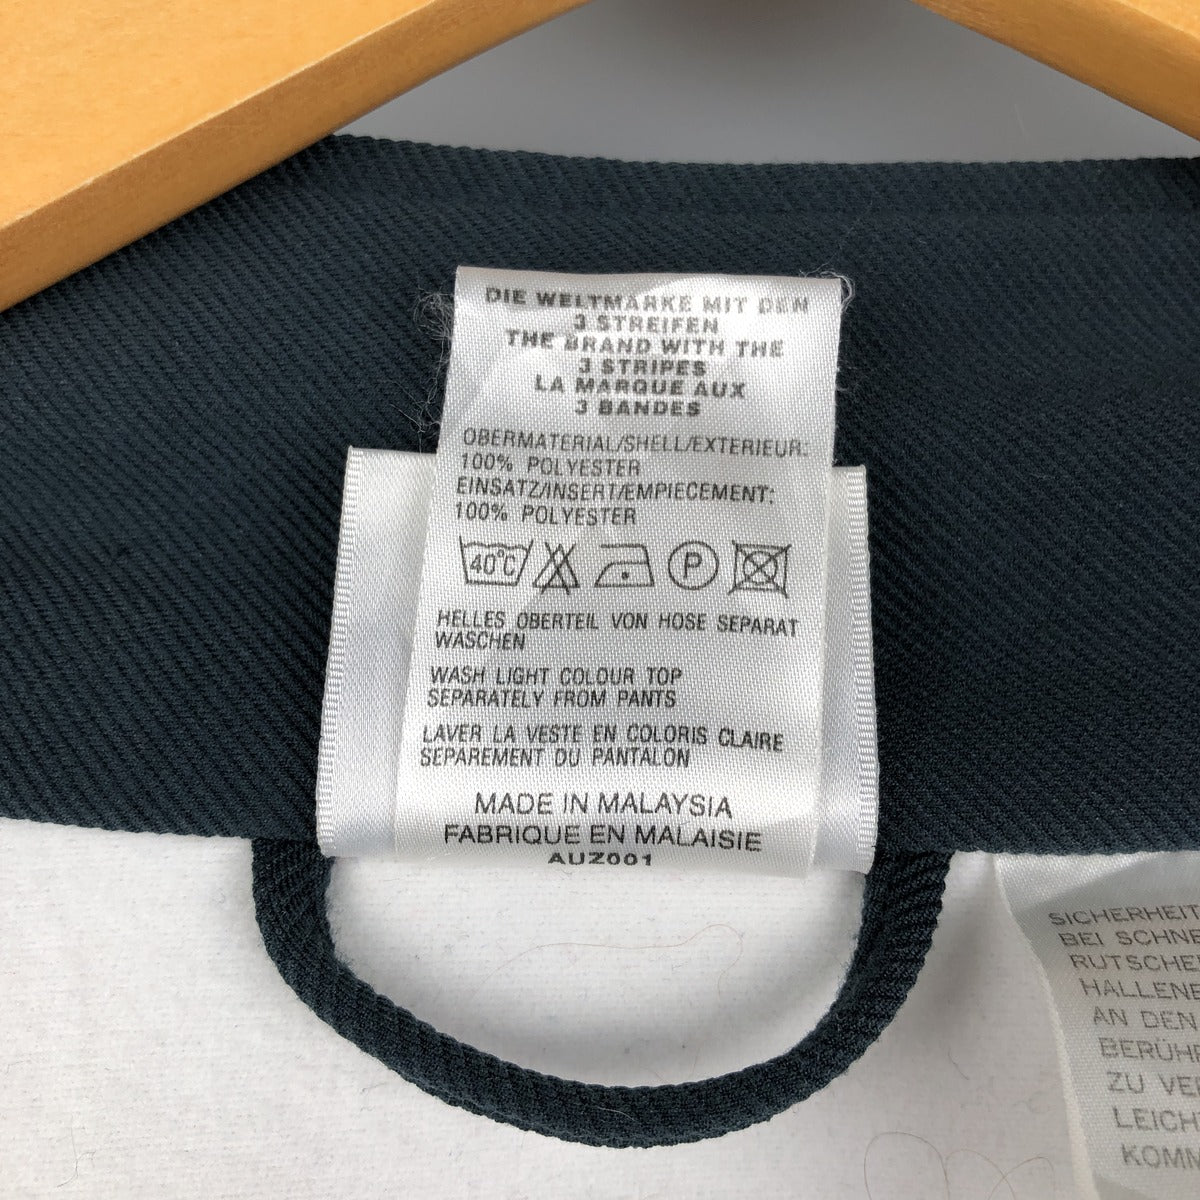 DIE WELTMARKE MIT DEN
3 STREIFEN
THE BRAND WITH THE
3 STRIPES
LA MARQUE AUX
3 BANDES
OBERMATERIAL/SHELL/EXTERIEUR:
100% POLYESTER
EINSATZ/INSERT/EMPIECEMENT:
100% POLYESTER
40°C P
HELLES OBERTEIL VON HOSE SEPARAT
WASCHEN
WASH LIGHT COLOUR TOP
SEPARATELY FROM PANTS
LAVER LA VESTE EN COLORIS CLAIRE
SEPAREMENT DU PANTALON
MADE IN MALAYSIA
FABRIQUE EN MALAISIE
AUZ001
SICHERHEIT
BEI SCHNE
RUTSCHE
HALLENE
AN DEN
BERÜH
ZU VE
LEICH
KOMM